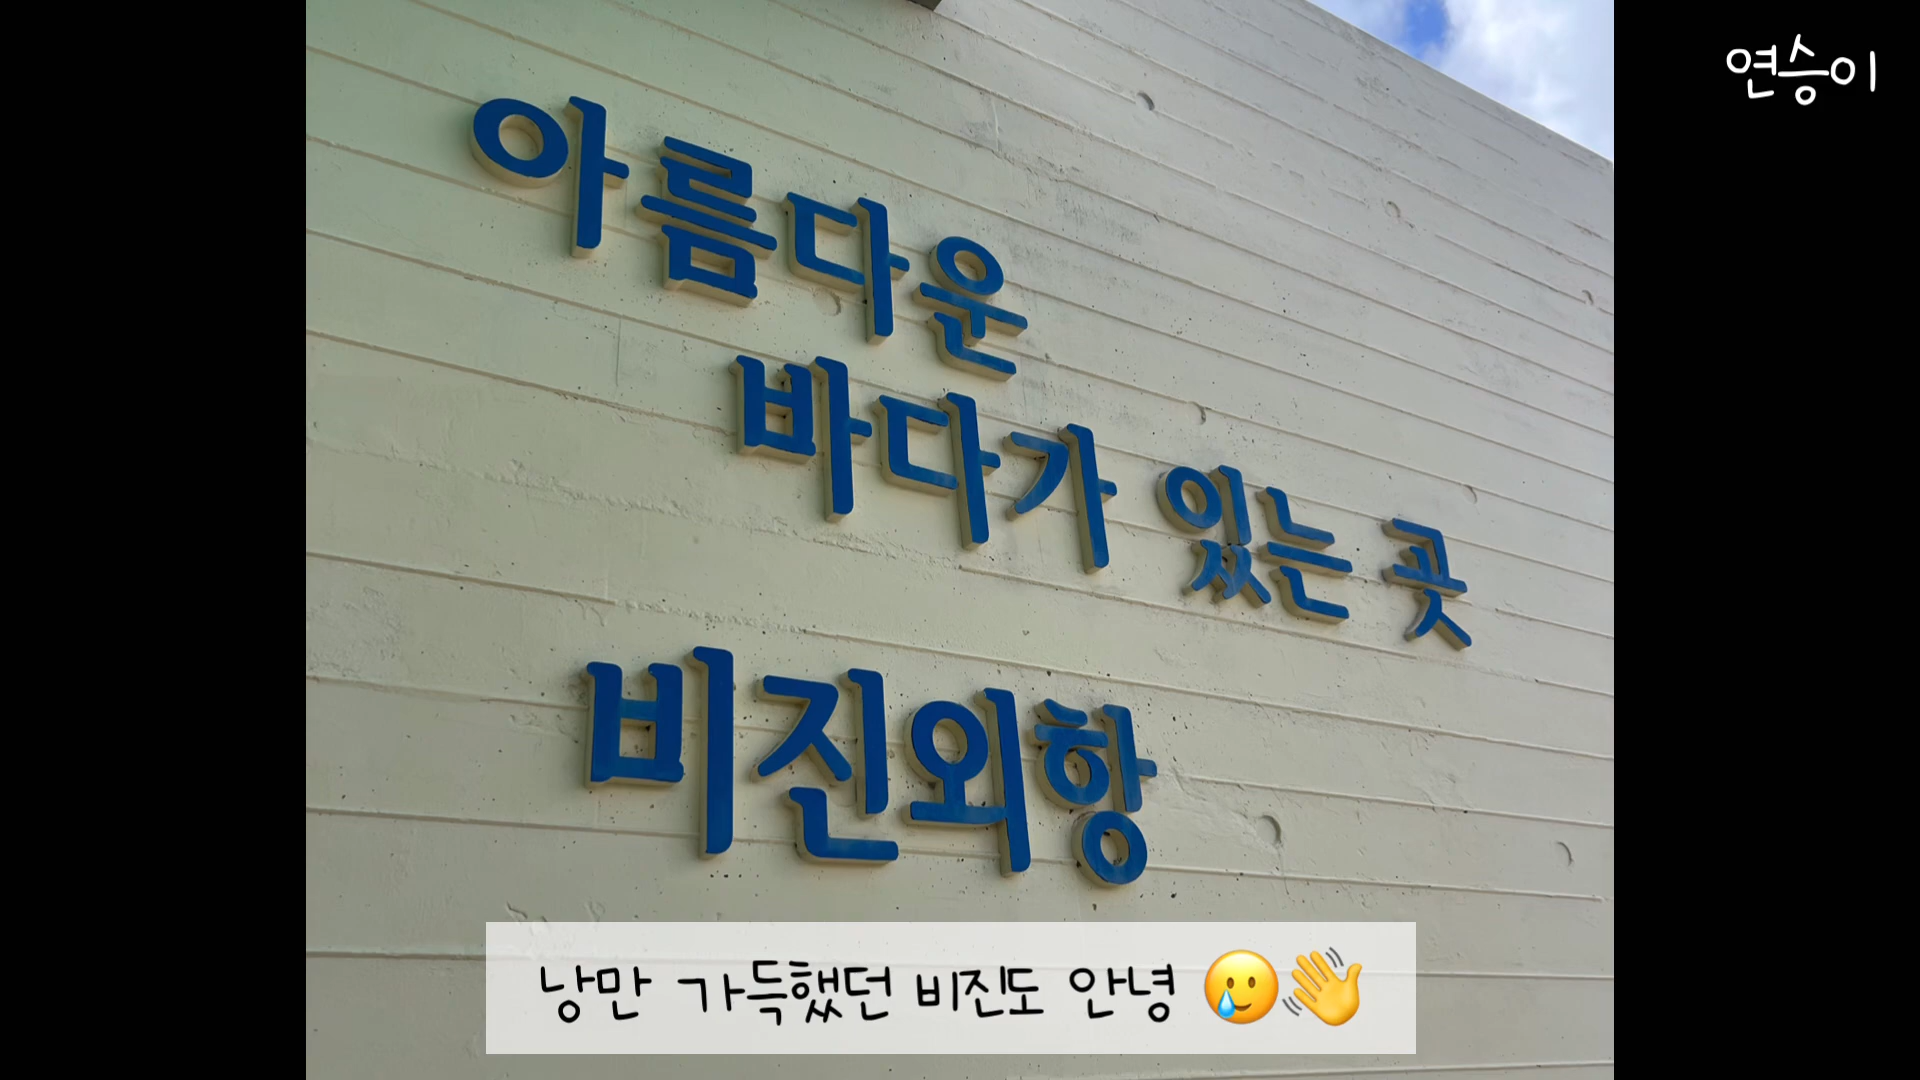 연승이
아름다운
바다가 있는 곳
비진외항
낭만 가득했던 비진도 안녕 🥲👋